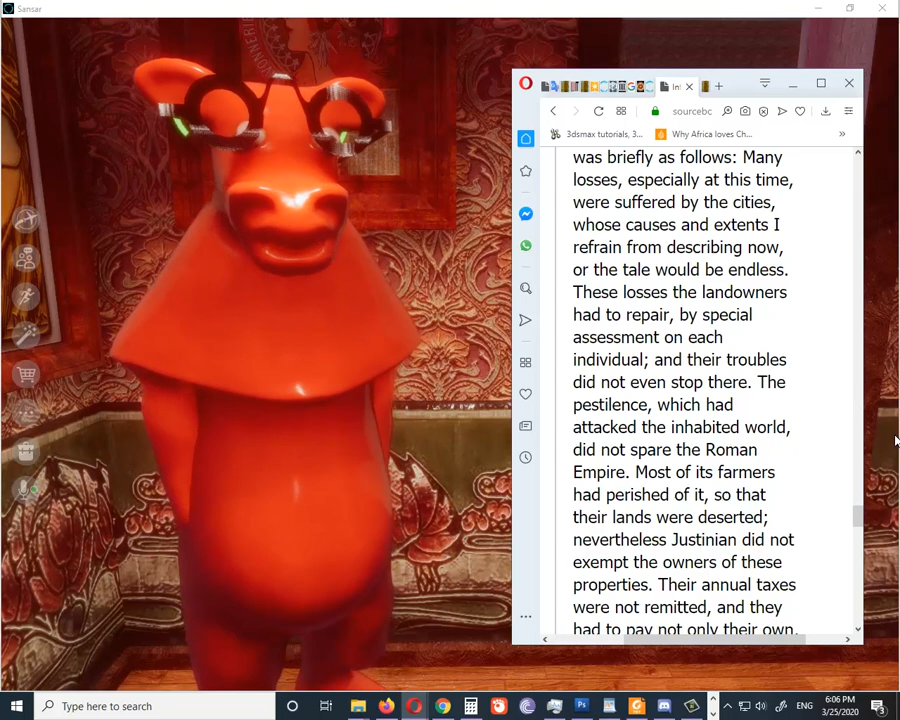 Sansar
In
sourcebc
3dsmax tutorials, 3...
Why Africa loves Ch...
»
was briefly as follows: Many
losses, especially at this time,
were suffered by the cities,
whose causes and extents I
refrain from describing now,
or the tale would be endless.
These losses the landowners
had to repair, by special
assessment on each
individual; and their troubles
did not even stop there. The
pestilence, which had
attacked the inhabited world,
did not spare the Roman
Empire. Most of its farmers
had perished of it, so that
their lands were deserted;
nevertheless Justinian did not
exempt the owners of these
properties. Their annual taxes
were not remitted, and they
had to pay not only their own,
Type here to search
ENG
6:06 PM
3/25/2020
3